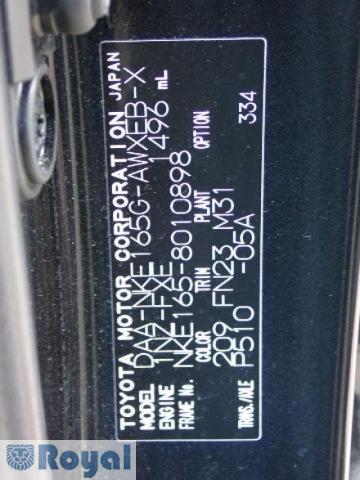 TOYOTA MOTOR CORPORATION JAPAN
MODEL DAA-NKE165G-AWXEB-X
ENGINE 1NZ-FXE 1496 mL
FRAME No. NKE165-8010898
COLOR TRIM PLANT OPTION
209 FN23 M31 334
TRANS./AXLE P510 -05A
Royal